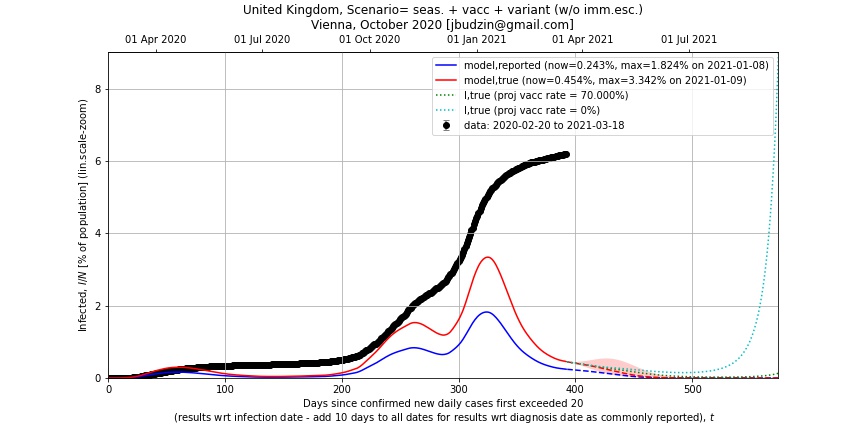 United Kingdom, Scenario= seas. + vacc + variant (w/o imm.esc.)
Vienna, October 2020 [jbudzin@gmail.com]
01 Apr 2020 01 Jul 2020 01 Oct 2020 01 Jan 2021 01 Apr 2021 01 Jul 2021
model,reported (now=0.243%, max=1.824% on 2021-01-08)
model,true (now=0.454%, max=3.342% on 2021-01-09)
I,true (proj vacc rate = 70.000%)
I,true (proj vacc rate = 0%)
data: 2020-02-20 to 2021-03-18
Infected, I/N [% of population] (lin.scale-zoom)
8
6
4
2
0
0 100 200 300 400 500
Days since confirmed new daily cases first exceeded 20
(results wrt infection date - add 10 days to all dates for results wrt diagnosis date as commonly reported), t